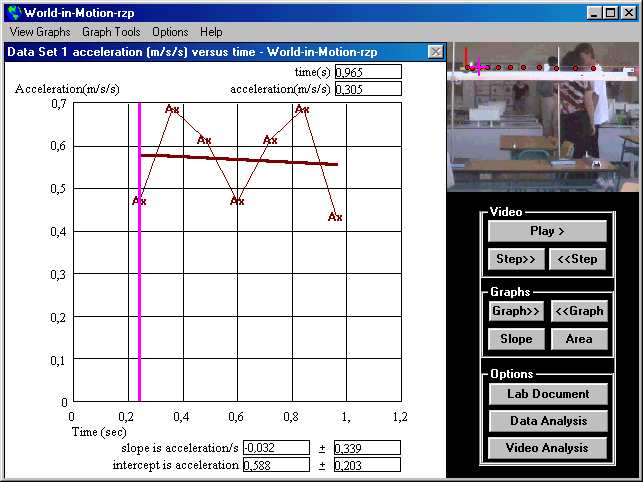 World-in-Motion-rzp
View Graphs Graph Tools Options Help
Data Set 1 acceleration (m/s/s) versus time - World-in-Motion-rzp
time(s) 0,965
Acceleration(m/s/s) acceleration(m/s/s) 0,305
0,7
0,6
0,5
0,4
0,3
0,2
0,1
0
Ax
Ax
Ax
Ax
Ax
Ax
Ax
0 0,2 0,4 0,6 0,8 1, 1,2
Time (sec)
slope is acceleration/s -0,032 ± 0,339
intercept is acceleration 0,588 ± 0,203
Video
Play >
Step>> <<Step
Graphs
Graph>> <<Graph
Slope Area
Options
Lab Document
Data Analysis
Video Analysis